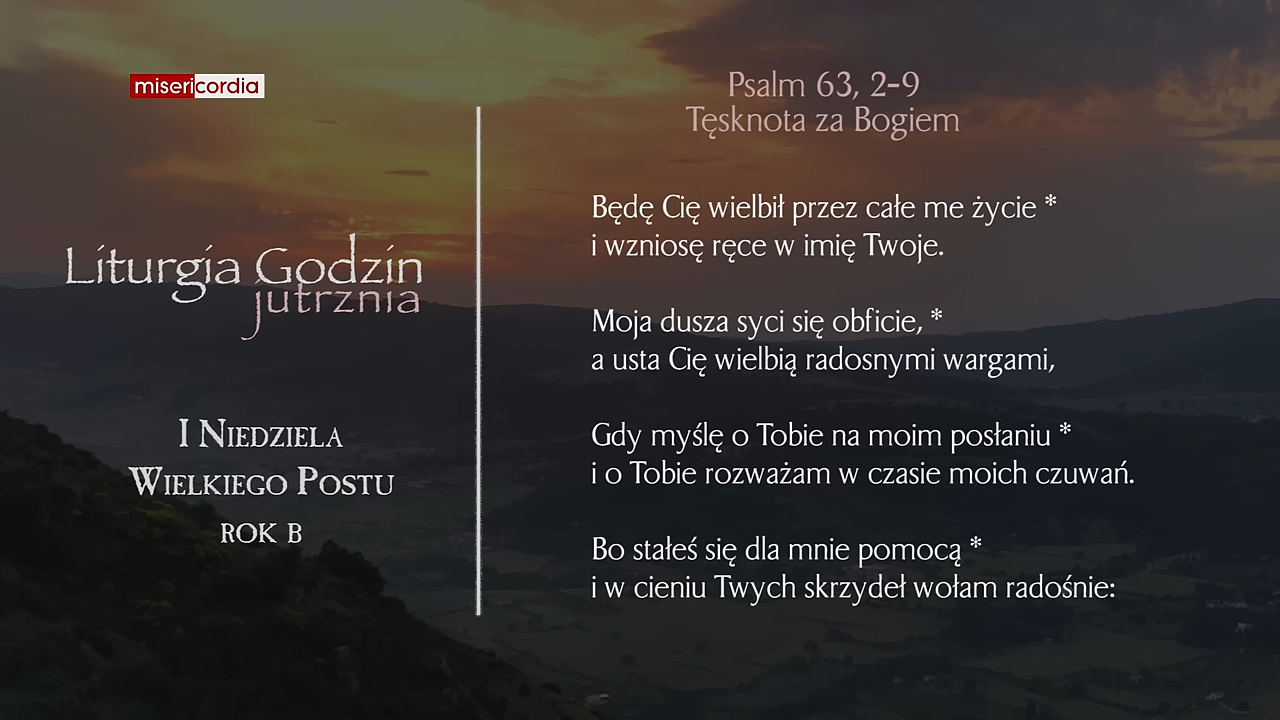 misericordia
Liturgia Godzin
jutrznia
I Niedziela
Wielkiego Postu
rok B
Psalm 63, 2-9
Tęsknota za Bogiem
Będę Cię wielbił przez całe me życie *
i wzniosę ręce w imię Twoje.
Moja dusza syci się obficie, *
a usta Cię wielbią radosnymi wargami,
Gdy myślę o Tobie na moim posłaniu *
i o Tobie rozważam w czasie moich czuwań.
Bo stałeś się dla mnie pomocą *
i w cieniu Twych skrzydeł wołam radośnie: